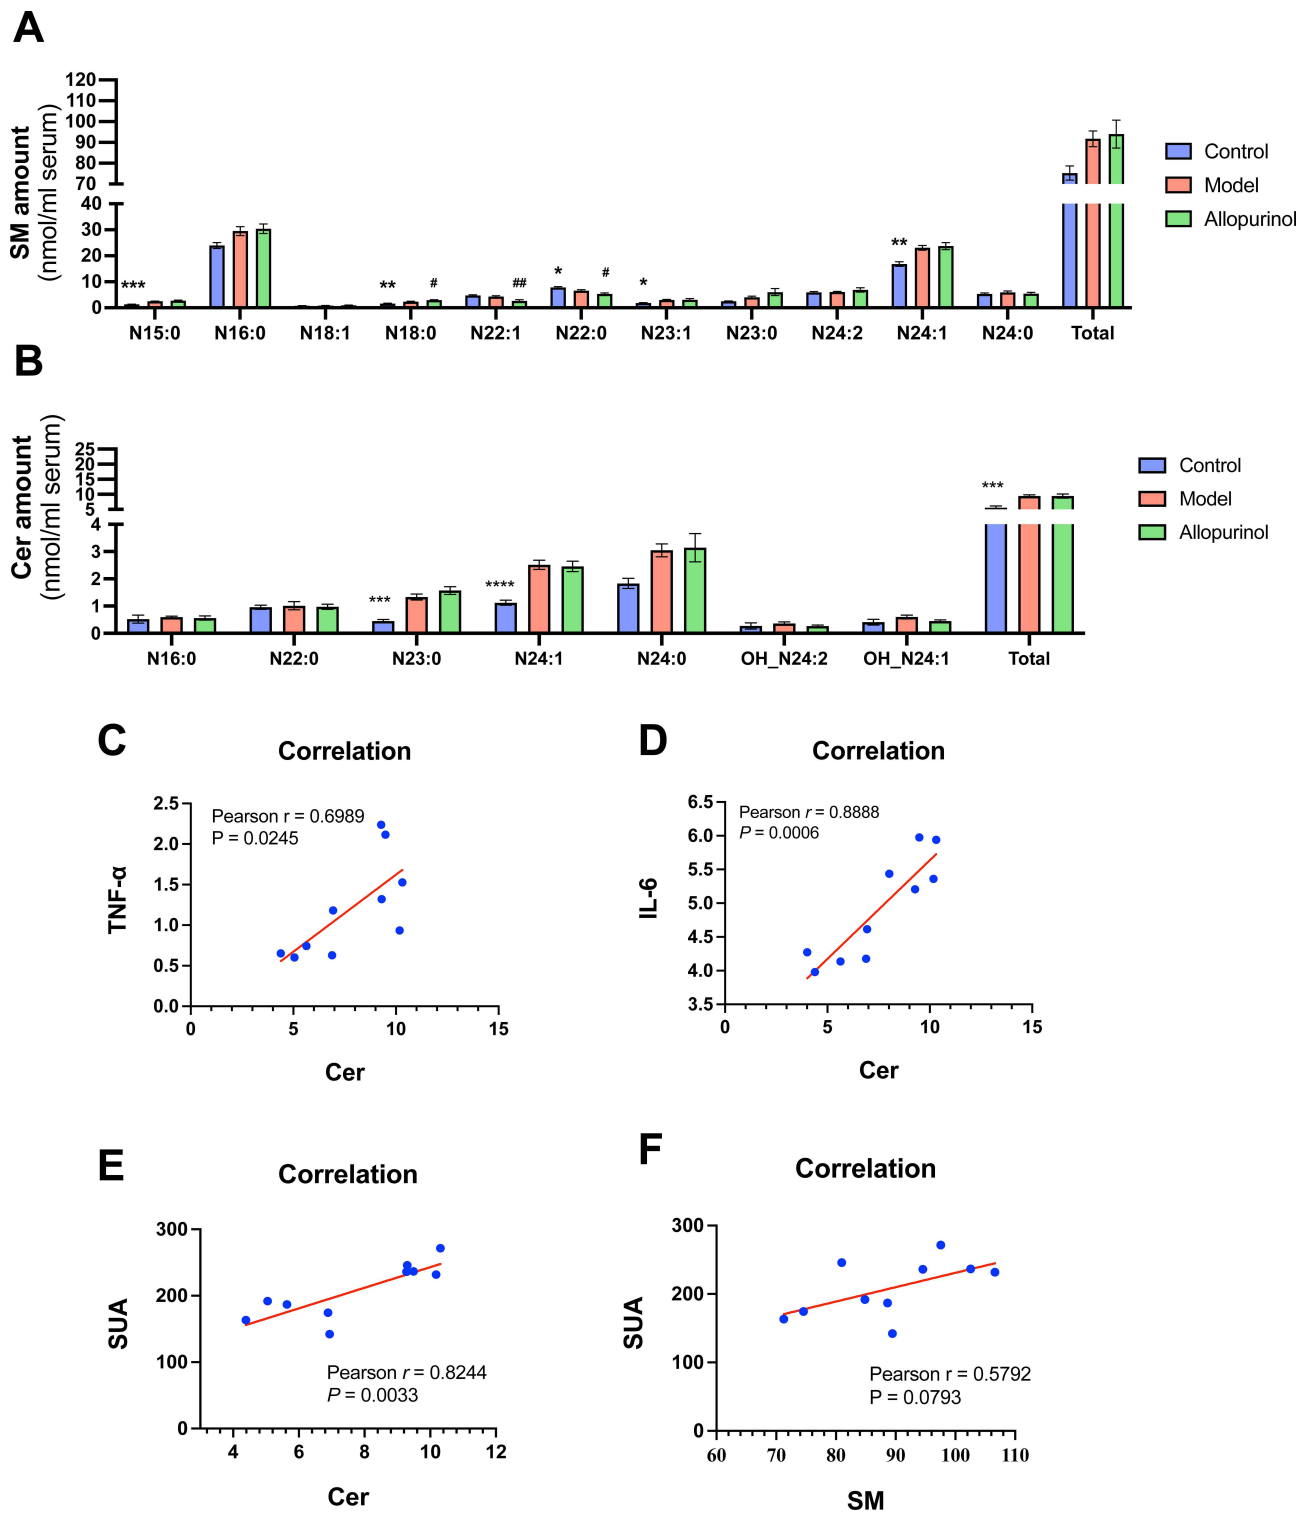 A
SM amount
(nmol/ml serum)
120
110
100
90
80
70
40
30
20
10
0
***
**
#
##
*
#
*
**
N15:0 N16:0 N18:1 N18:0 N22:1 N22:0 N23:1 N23:0 N24:2 N24:1 N24:0 Total
Control
Model
Allopurinol
B
Cer amount
(nmol/ml serum)
25
20
15
10
5
4
3
2
1
0
***
****
***
N16:0 N22:0 N23:0 N24:1 N24:0 OH_N24:2 OH_N24:1 Total
Control
Model
Allopurinol
C
Correlation
Pearson r = 0.6989
P = 0.0245
TNF-α
2.5
2.0
1.5
1.0
0.5
0.0
0 5 10 15
Cer
D
Correlation
Pearson r = 0.8888
P = 0.0006
IL-6
6.5
6.0
5.5
5.0
4.5
4.0
3.5
0 5 10 15
Cer
E
Correlation
SUA
300
200
100
0
Pearson r = 0.8244
P = 0.0033
4 6 8 10 12
Cer
F
Correlation
SUA
300
200
100
0
Pearson r = 0.5792
P = 0.0793
60 70 80 90 100 110
SM